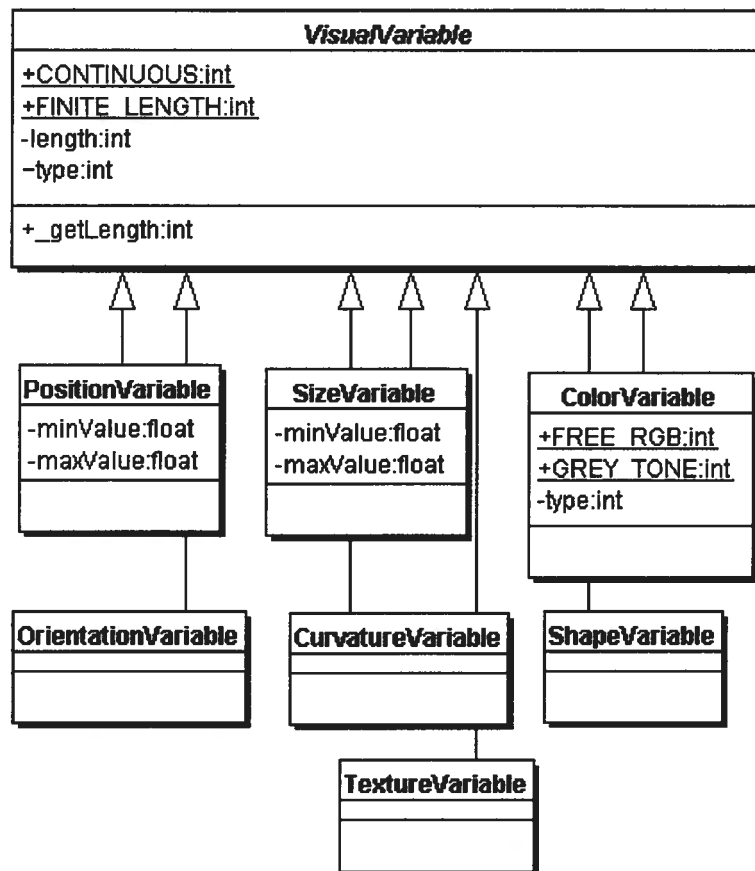 VisualVariable
+CONTINUOUS:int
+FINITE_LENGTH:int
-length:int
-type:int
+_getLength:int
PositionVariable
-minValue:float
-maxValue:float
SizeVariable
-minValue:float
-maxValue:float
ColorVariable
+FREE_RGB:int
+GREY_TONE:int
-type:int
OrientationVariable
CurvatureVariable
ShapeVariable
TextureVariable